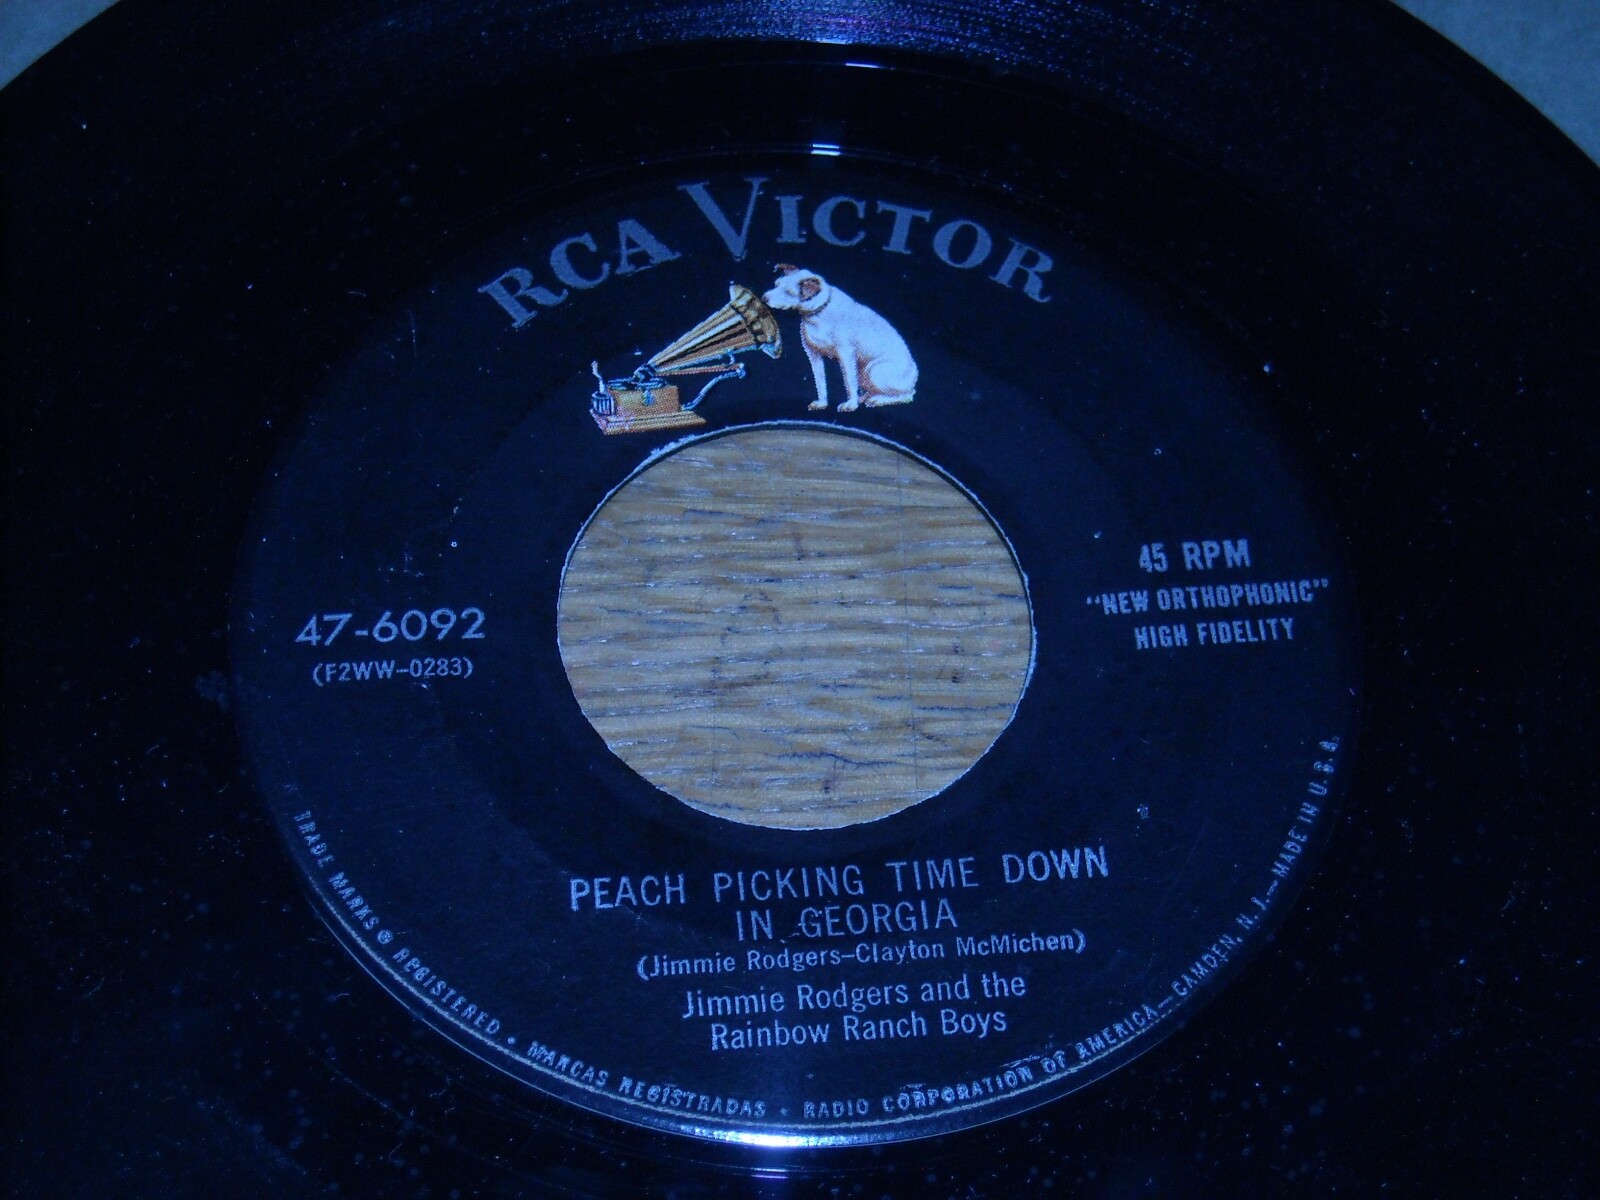 RCA VICTOR
47-6092
(F2WW-0283)
45 RPM
"NEW ORTHOPHONIC"
HIGH FIDELITY
PEACH PICKING TIME DOWN
IN GEORGIA
(Jimmie Rodgers-Clayton McMichen)
Jimmie Rodgers and the
Rainbow Ranch Boys
TRADE MARKS ® REGISTERED • MARCAS REGISTRADAS • RADIO CORPORATION OF AMERICA — CAMDEN, N. J. — MADE IN U. S. A.